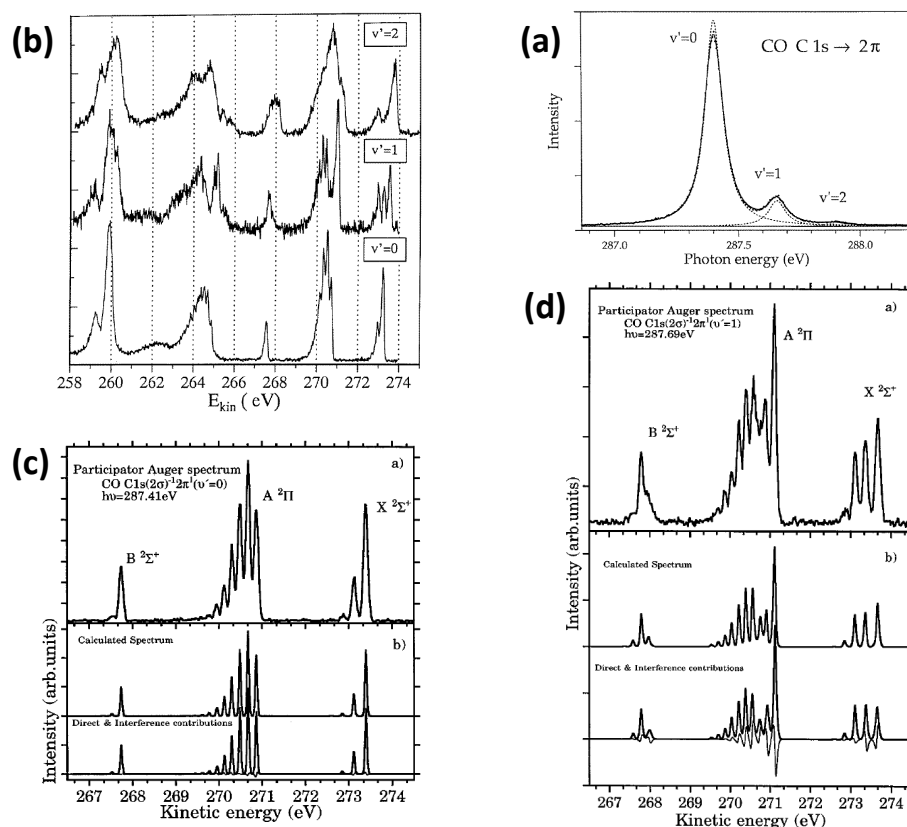 (b)
v'=2
v'=1
v'=0
258 260 262 264 266 268 270 272 274
E_kin (eV)
(a)
v'=0
CO C 1s → 2π
v'=1
v'=2
Intensity
287.0 287.5 288.0
Photon energy (eV)
(c)
a)
Participator Auger spectrum
CO C1s(2σ)⁻¹2π¹(υ'=0)
hυ=287.41eV
A ²Π
X ²Σ⁺
B ²Σ⁺
b)
Calculated Spectrum
Direct & Interference contributions
Intensity (arb.units)
267 268 269 270 271 272 273 274
Kinetic energy (eV)
(d)
a)
Participator Auger spectrum
CO C1s(2σ)⁻¹2π¹(υ'=1)
hυ=287.69eV
A ²Π
X ²Σ⁺
B ²Σ⁺
b)
Calculated Spectrum
Direct & Interference contributions
Intensity (arb.units)
267 268 269 270 271 272 273 274
Kinetic energy (eV)